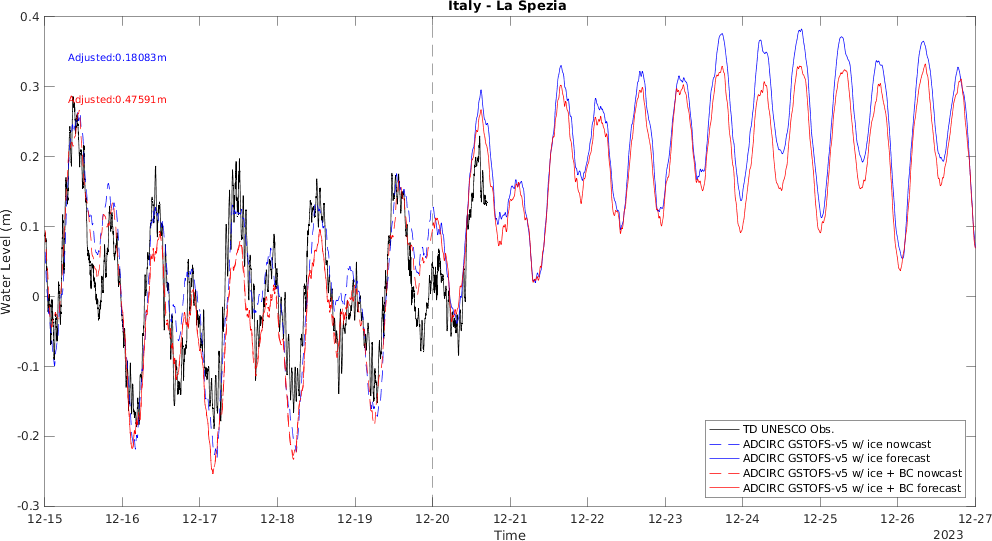 Italy - La Spezia
0.4
Adjusted:0.18083m
0.3
Adjusted:0.47591m
0.2
0.1
0
-0.1
-0.2
-0.3
Water Level (m)
TD UNESCO Obs.
ADCIRC GSTOFS-v5 w/ ice nowcast
ADCIRC GSTOFS-v5 w/ ice forecast
ADCIRC GSTOFS-v5 w/ ice + BC nowcast
ADCIRC GSTOFS-v5 w/ ice + BC forecast
12-15 12-16 12-17 12-18 12-19 12-20 12-21 12-22 12-23 12-24 12-25 12-26 12-27
Time
2023